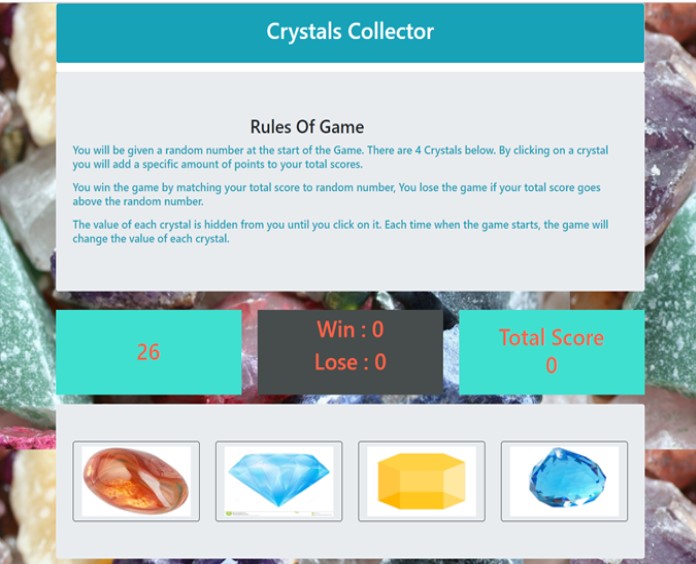 Crystals Collector
Rules Of Game
You will be given a random number at the start of the Game. There are 4 Crystals below. By clicking on a crystal
you will add a specific amount of points to your total scores.
You win the game by matching your total score to random number, You lose the game if your total score goes
above the random number.
The value of each crystal is hidden from you until you click on it. Each time when the game starts, the game will
change the value of each crystal.
26
Win : 0
Lose : 0
Total Score
0